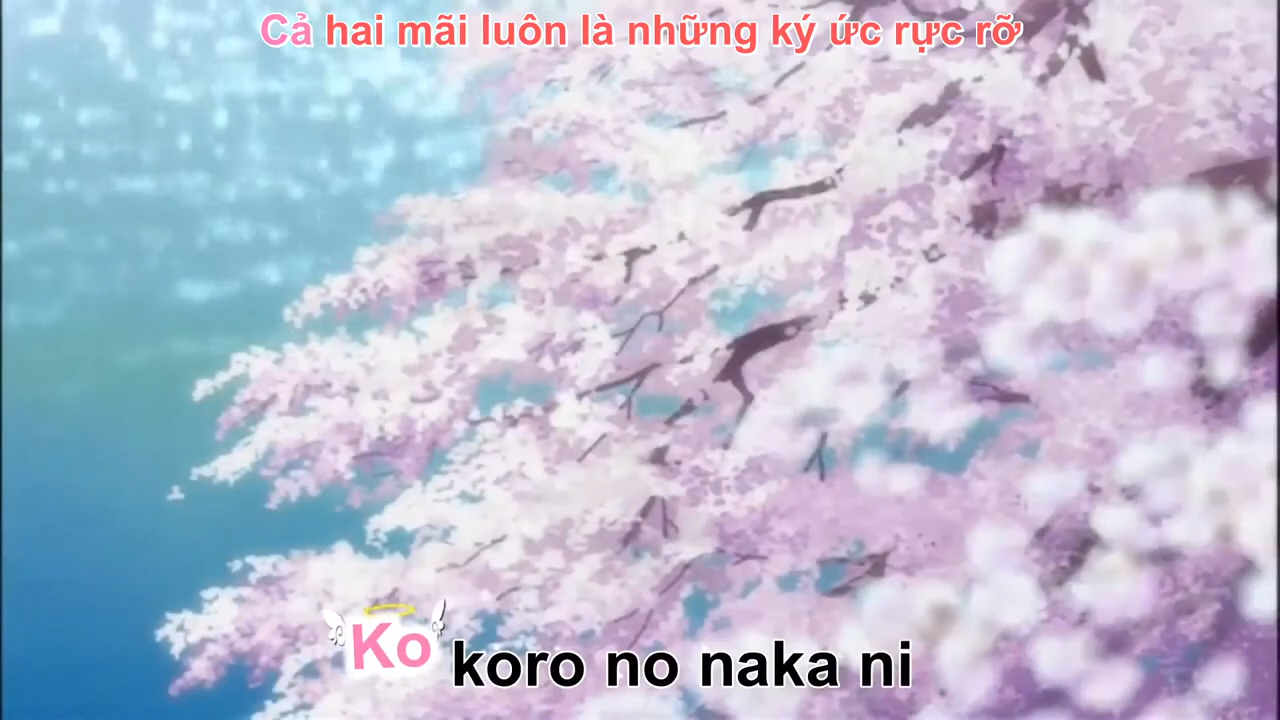 Cả hai mãi luôn là những ký ức rực rỡ
Ko koro no naka ni